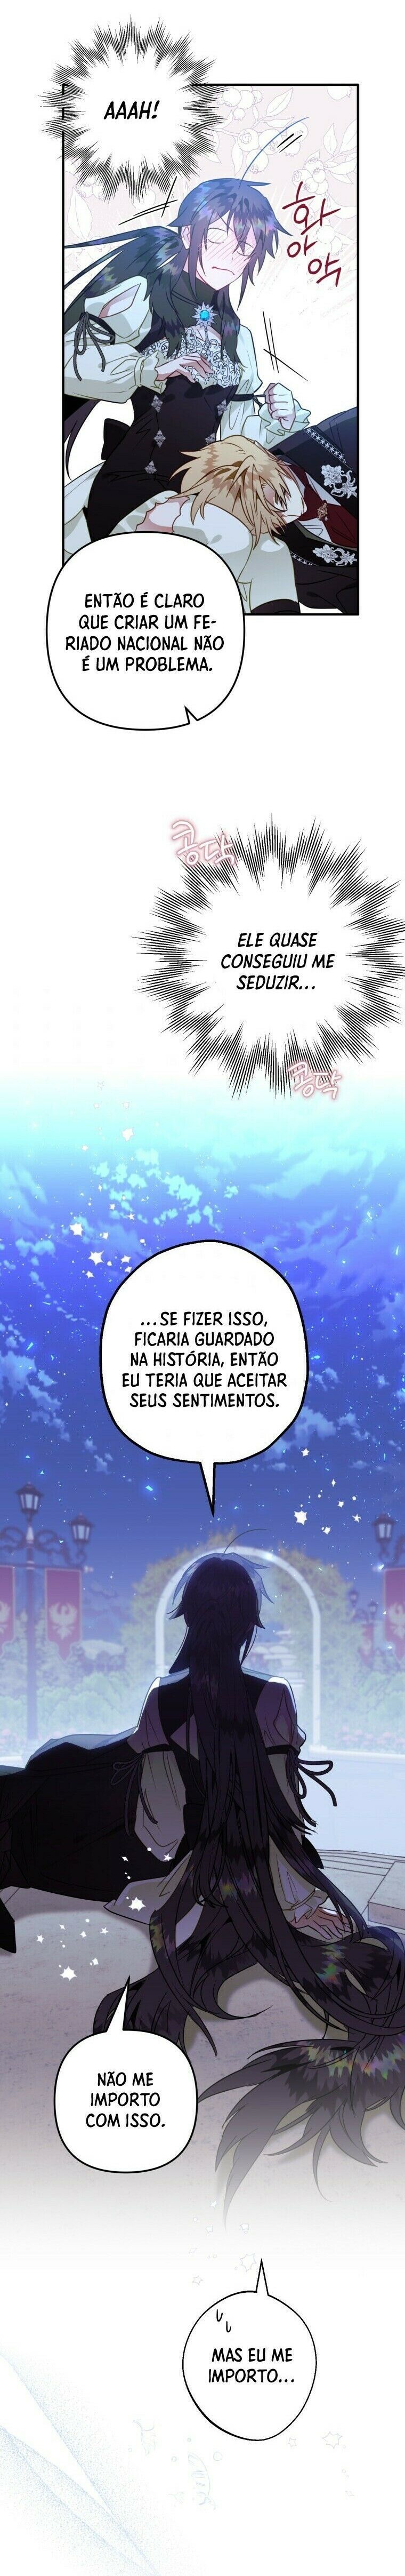 AAAH!
화
아
악
ENTÃO É CLARO
QUE CRIAR UM FE-
RIADO NACIONAL NÃO
É UM PROBLEMA.
콩닥
ELE QUASE
CONSEGUIU ME
SEDUZIR...
콩닥
...SE FIZER ISSO,
FICARIA GUARDADO
NA HISTÓRIA, ENTÃO
EU TERIA QUE ACEITAR
SEUS SENTIMENTOS.
NÃO ME
IMPORTO
COM ISSO.
MAS EU ME
IMPORTO...